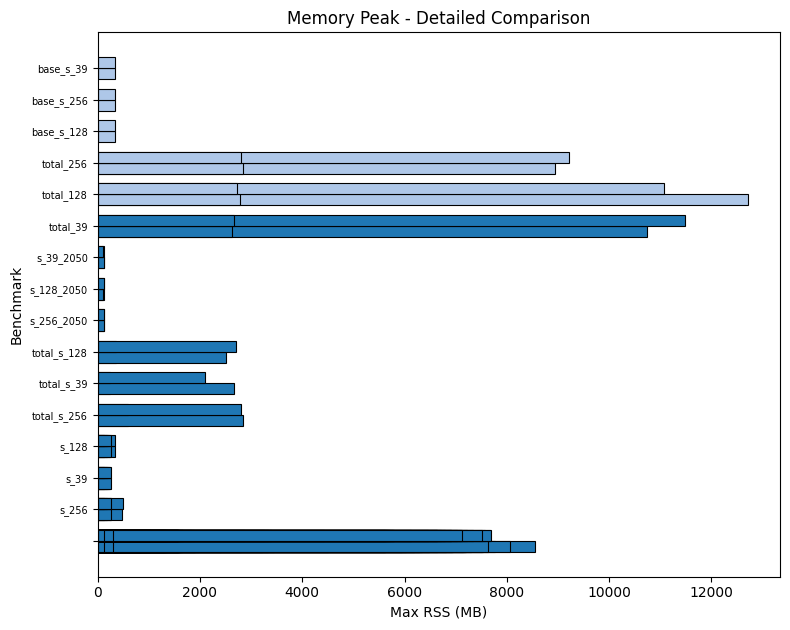 Memory Peak - Detailed Comparison
base_s_39
base_s_256
base_s_128
total_256
total_128
total_39
s_39_2050
s_128_2050
s_256_2050
total_s_128
total_s_39
total_s_256
s_128
s_39
s_256
Benchmark
0 2000 4000 6000 8000 10000 12000
Max RSS (MB)